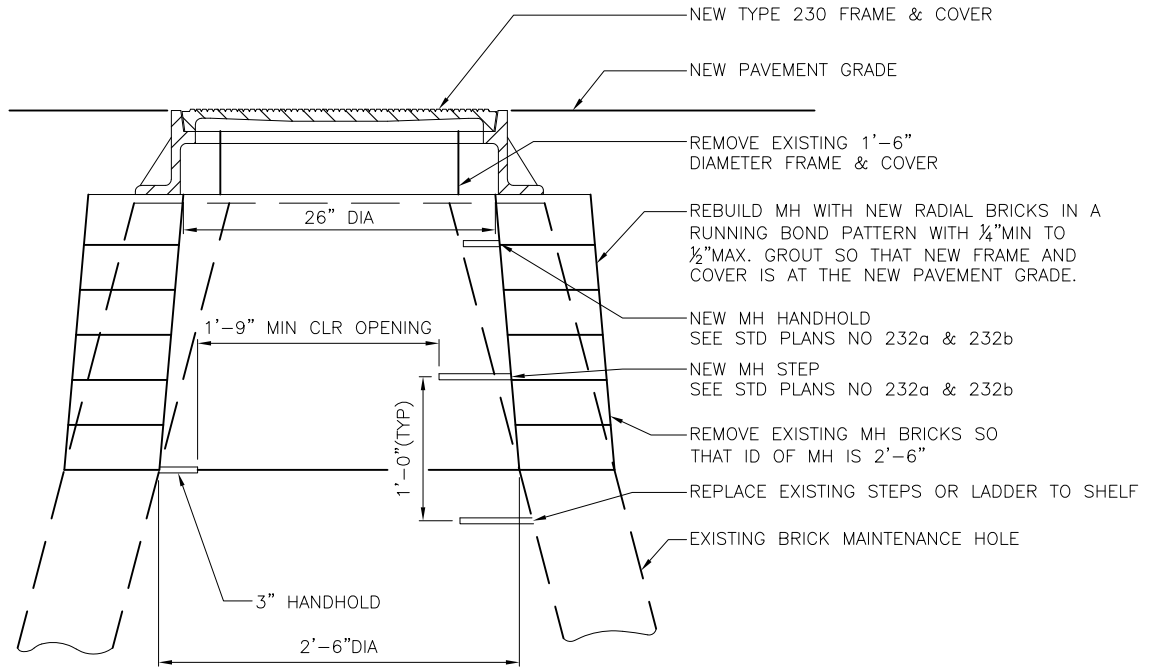 NEW TYPE 230 FRAME & COVER
NEW PAVEMENT GRADE
REMOVE EXISTING 1'-6"
DIAMETER FRAME & COVER
26" DIA
REBUILD MH WITH NEW RADIAL BRICKS IN A
RUNNING BOND PATTERN WITH ¼"MIN TO
½"MAX. GROUT SO THAT NEW FRAME AND
COVER IS AT THE NEW PAVEMENT GRADE.
1'-9" MIN CLR OPENING
NEW MH HANDHOLD
SEE STD PLANS NO 232a & 232b
NEW MH STEP
SEE STD PLANS NO 232a & 232b
1'-0"(TYP)
REMOVE EXISTING MH BRICKS SO
THAT ID OF MH IS 2'-6"
REPLACE EXISTING STEPS OR LADDER TO SHELF
EXISTING BRICK MAINTENANCE HOLE
3" HANDHOLD
2'-6"DIA